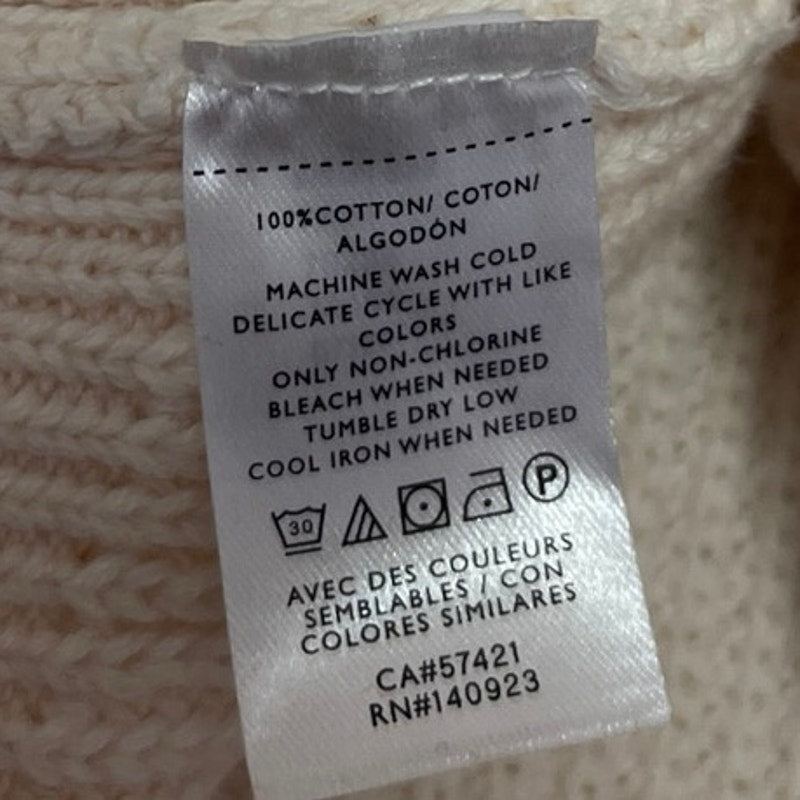 100%COTTON/ COTON/
ALGODÓN
MACHINE WASH COLD
DELICATE CYCLE WITH LIKE
COLORS
ONLY NON-CHLORINE
BLEACH WHEN NEEDED
TUMBLE DRY LOW
COOL IRON WHEN NEEDED
30 P
AVEC DES COULEURS
SEMBLABLES / CON
COLORES SIMILARES
CA#57421
RN#140923